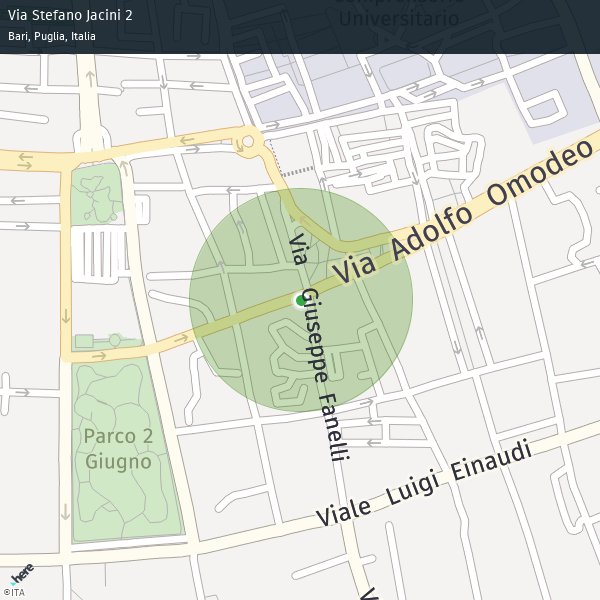 Via Stefano Jacini 2
Bari, Puglia, Italia
Comprensorio
Universitario
Via Adolfo Omodeo
Via Giuseppe Fanelli
Parco 2
Giugno
Viale Luigi Einaudi
V
here
©ITA